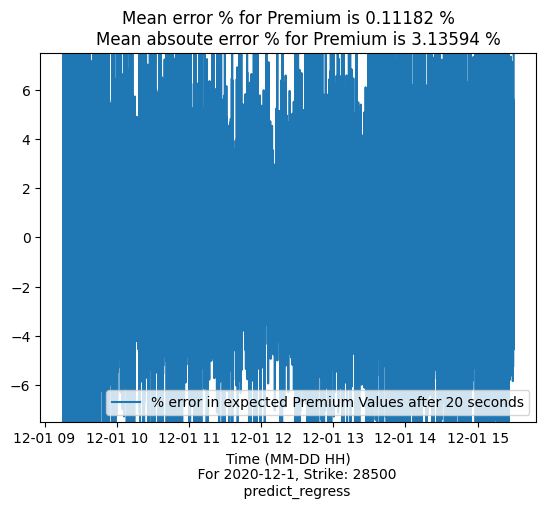 Mean error % for Premium is 0.11182 %
Mean absoute error % for Premium is 3.13594 %
6
4
2
0
−2
−4
−6
% error in expected Premium Values after 20 seconds
12-01 09 12-01 10 12-01 11 12-01 12 12-01 13 12-01 14 12-01 15
Time (MM-DD HH)
For 2020-12-1, Strike: 28500
predict_regress